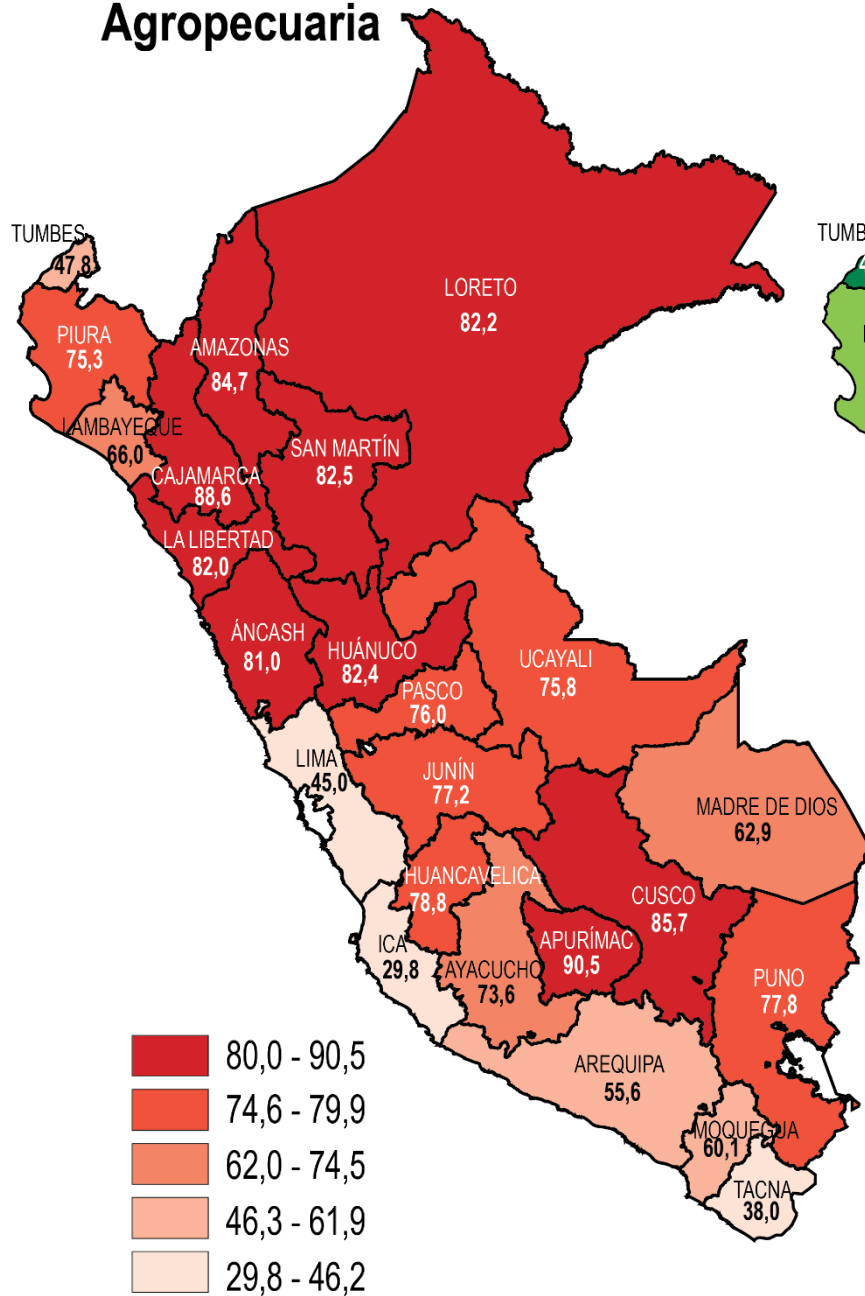 Agropecuaria
TUMBES
47,8
PIURA
75,3
LAMBAYEQUE
66,0
AMAZONAS
84,7
LORETO
82,2
CAJAMARCA
88,6
SAN MARTÍN
82,5
LA LIBERTAD
82,0
ÁNCASH
81,0
HUÁNUCO
82,4
UCAYALI
75,8
PASCO
76,0
LIMA
45,0
JUNÍN
77,2
MADRE DE DIOS
62,9
HUANCAVELICA
78,8
CUSCO
85,7
ICA
29,8
APURÍMAC
90,5
AYACUCHO
73,6
PUNO
77,8
AREQUIPA
55,6
MOQUEGUA
60,1
TACNA
38,0
80,0 - 90,5
74,6 - 79,9
62,0 - 74,5
46,3 - 61,9
29,8 - 46,2